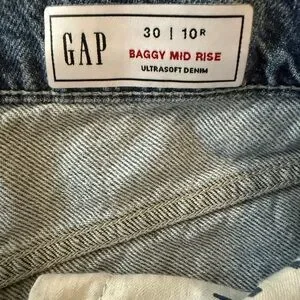 GAP
30 | 10R
BAGGY MID RISE
ULTRASOFT DENIM